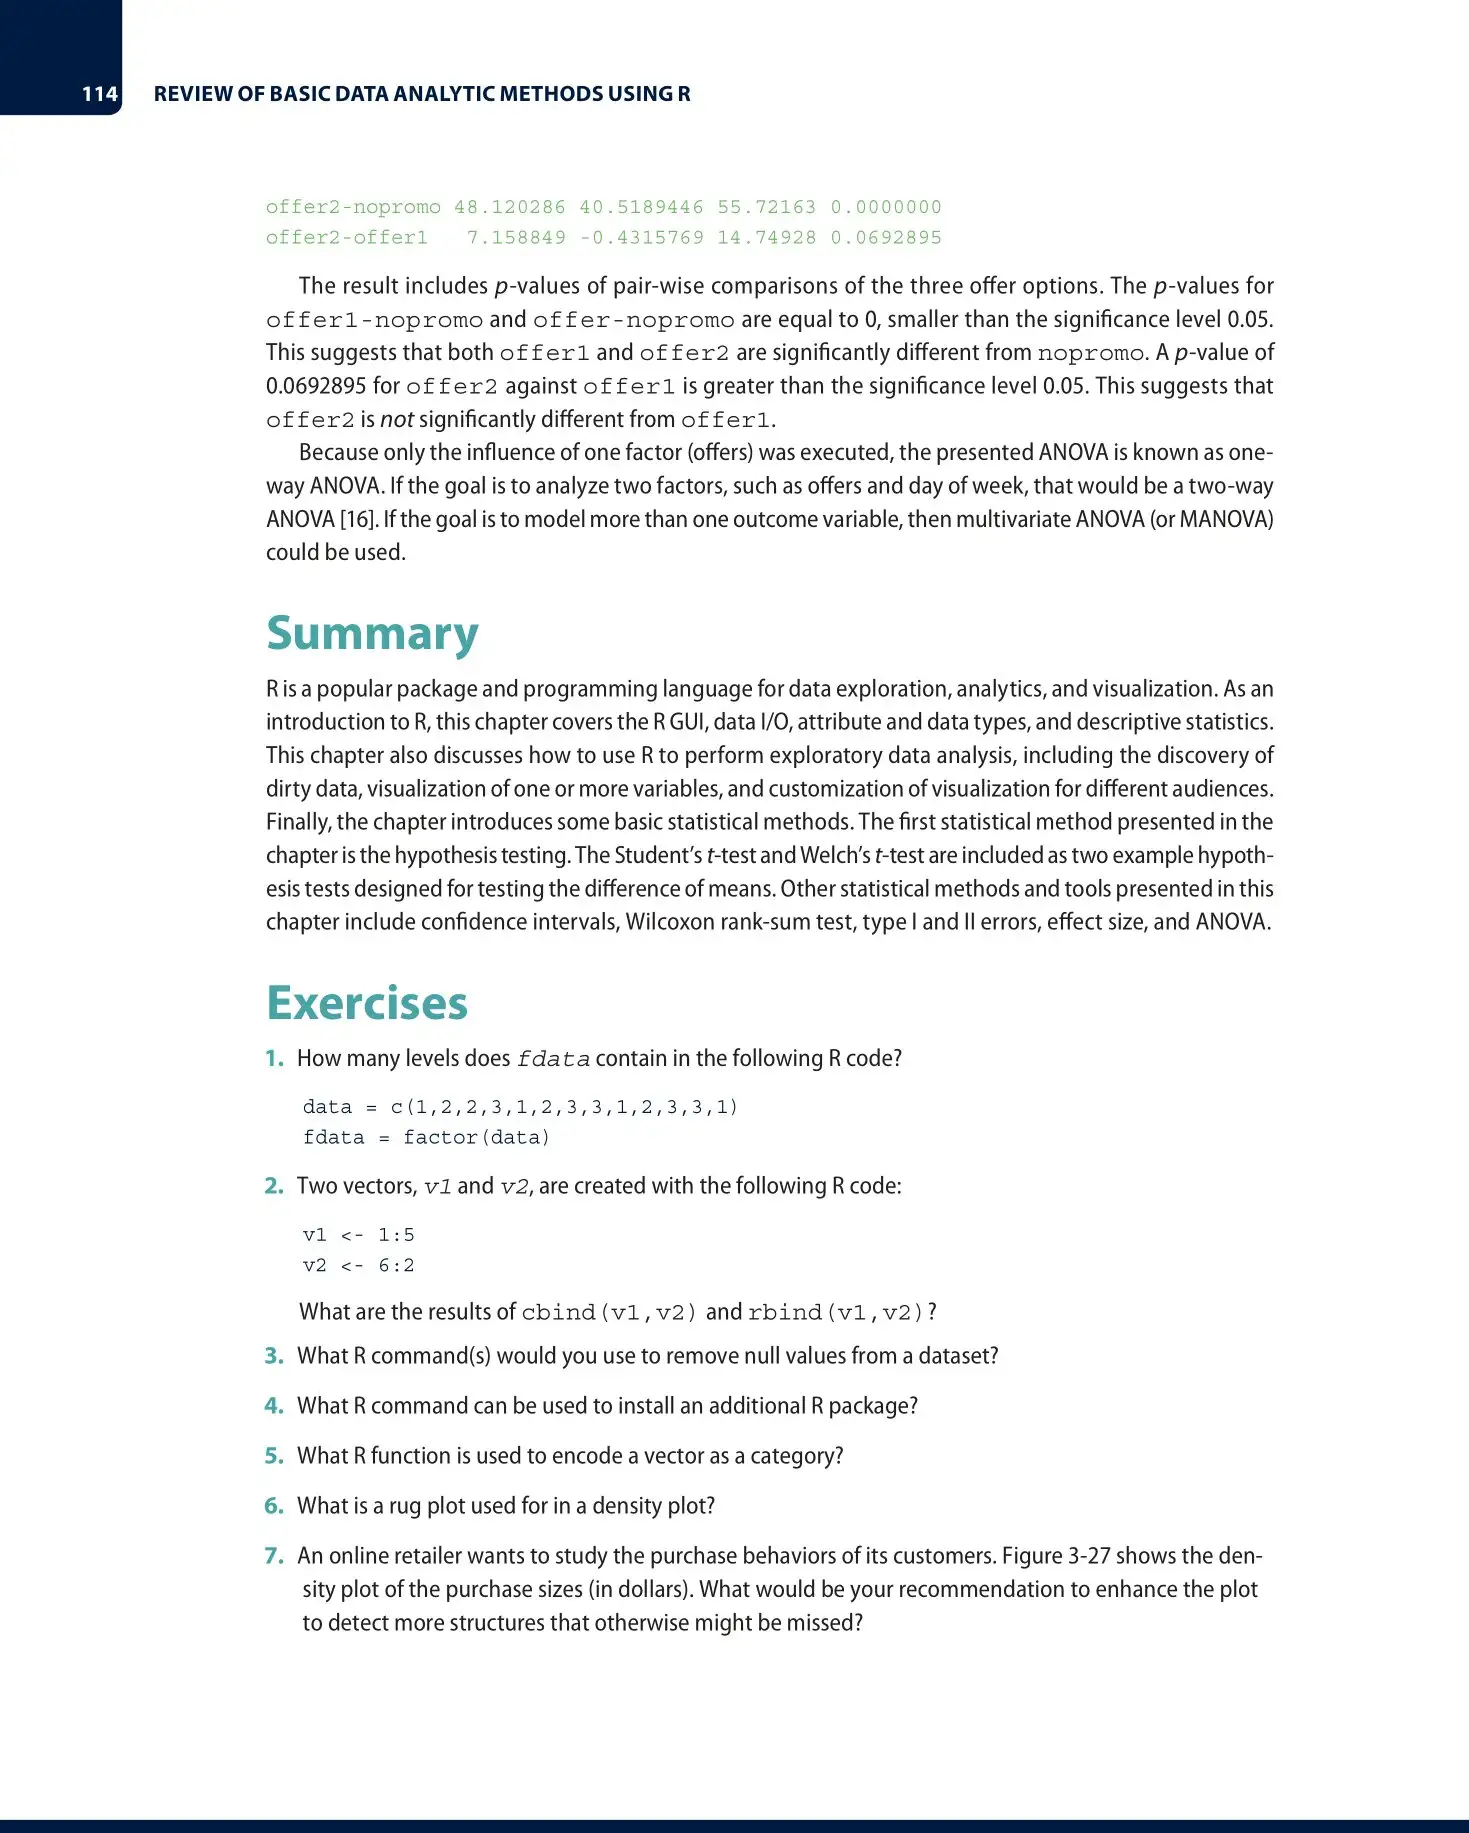 114 REVIEW OF BASIC DATA ANALYTIC METHODS USING R
offer2-nopromo 48.120286 40.5189446 55.72163 0.0000000
offer2-offer1 7.158849 -0.4315769 14.74928 0.0692895
The result includes p-values of pair-wise comparisons of the three offer options. The p-values for
offer1-nopromo and offer-nopromo are equal to 0, smaller than the significance level 0.05.
This suggests that both offer1 and offer2 are significantly different from nopromo. A p-value of
0.0692895 for offer2 against offer1 is greater than the significance level 0.05. This suggests that
offer2 is not significantly different from offer1.
Because only the influence of one factor (offers) was executed, the presented ANOVA is known as one-
way ANOVA. If the goal is to analyze two factors, such as offers and day of week, that would be a two-way
ANOVA [16]. If the goal is to model more than one outcome variable, then multivariate ANOVA (or MANOVA)
could be used.
Summary
R is a popular package and programming language for data exploration, analytics, and visualization. As an
introduction to R, this chapter covers the R GUI, data I/O, attribute and data types, and descriptive statistics.
This chapter also discusses how to use R to perform exploratory data analysis, including the discovery of
dirty data, visualization of one or more variables, and customization of visualization for different audiences.
Finally, the chapter introduces some basic statistical methods. The first statistical method presented in the
chapter is the hypothesis testing. The Student's t-test and Welch's t-test are included as two example hypoth-
esis tests designed for testing the difference of means. Other statistical methods and tools presented in this
chapter include confidence intervals, Wilcoxon rank-sum test, type I and II errors, effect size, and ANOVA.
Exercises
1. How many levels does fdata contain in the following R code?
data = c(1,2,2,3,1,2,3,3,1,2,3,3,1)
fdata = factor(data)
2. Two vectors, v1 and v2, are created with the following R code:
v1 <- 1:5
v2 <- 6:2
What are the results of cbind(v1,v2) and rbind(v1,v2)?
3. What R command(s) would you use to remove null values from a dataset?
4. What R command can be used to install an additional R package?
5. What R function is used to encode a vector as a category?
6. What is a rug plot used for in a density plot?
7. An online retailer wants to study the purchase behaviors of its customers. Figure 3-27 shows the den-
sity plot of the purchase sizes (in dollars). What would be your recommendation to enhance the plot
to detect more structures that otherwise might be missed?